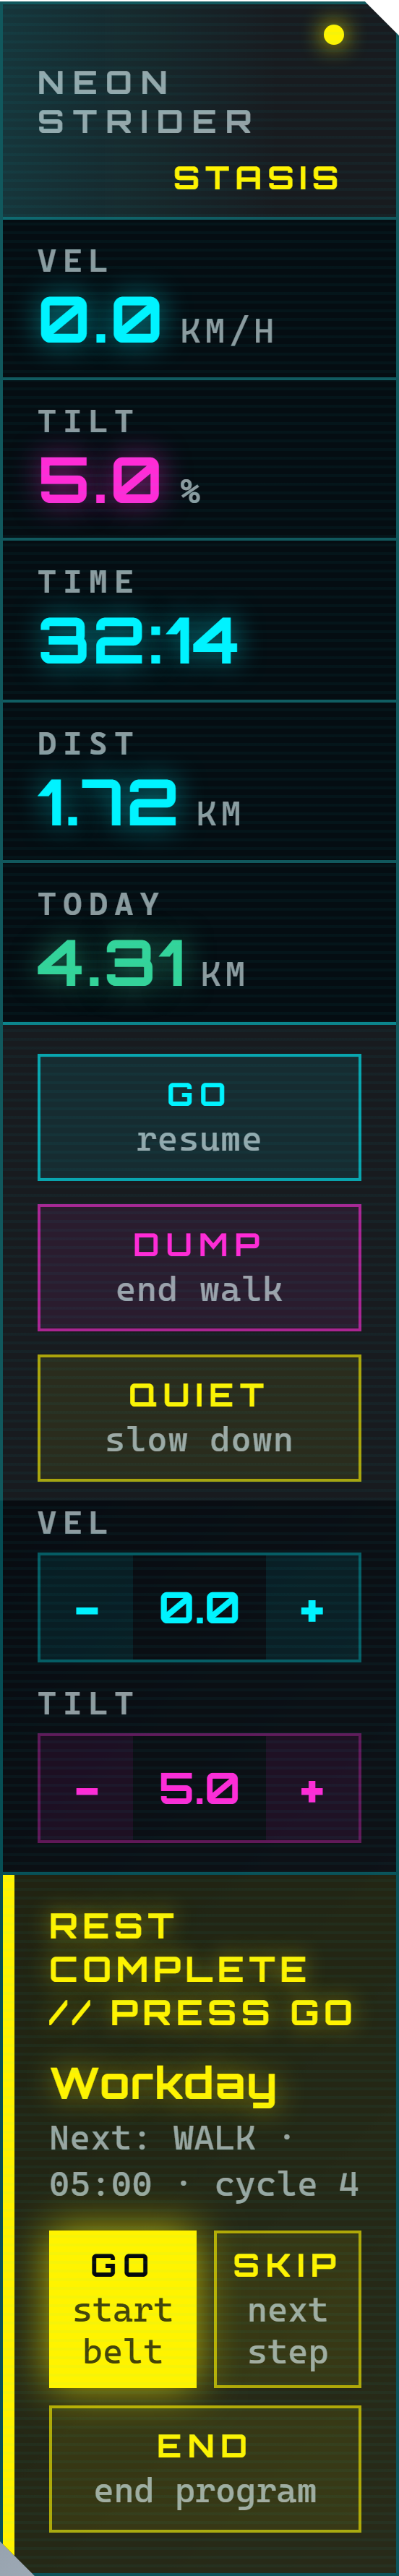 NEON
STRIDER
STASIS
VEL
0.0 KM/H
TILT
5.0 %
TIME
32:14
DIST
1.72 KM
TODAY
4.31 KM
GO
resume
DUMP
end walk
QUIET
slow down
VEL
- 0.0 +
TILT
- 5.0 +
REST
COMPLETE
// PRESS GO
Workday
Next: WALK ·
05:00 · cycle 4
GO
start
belt
SKIP
next
step
END
end program